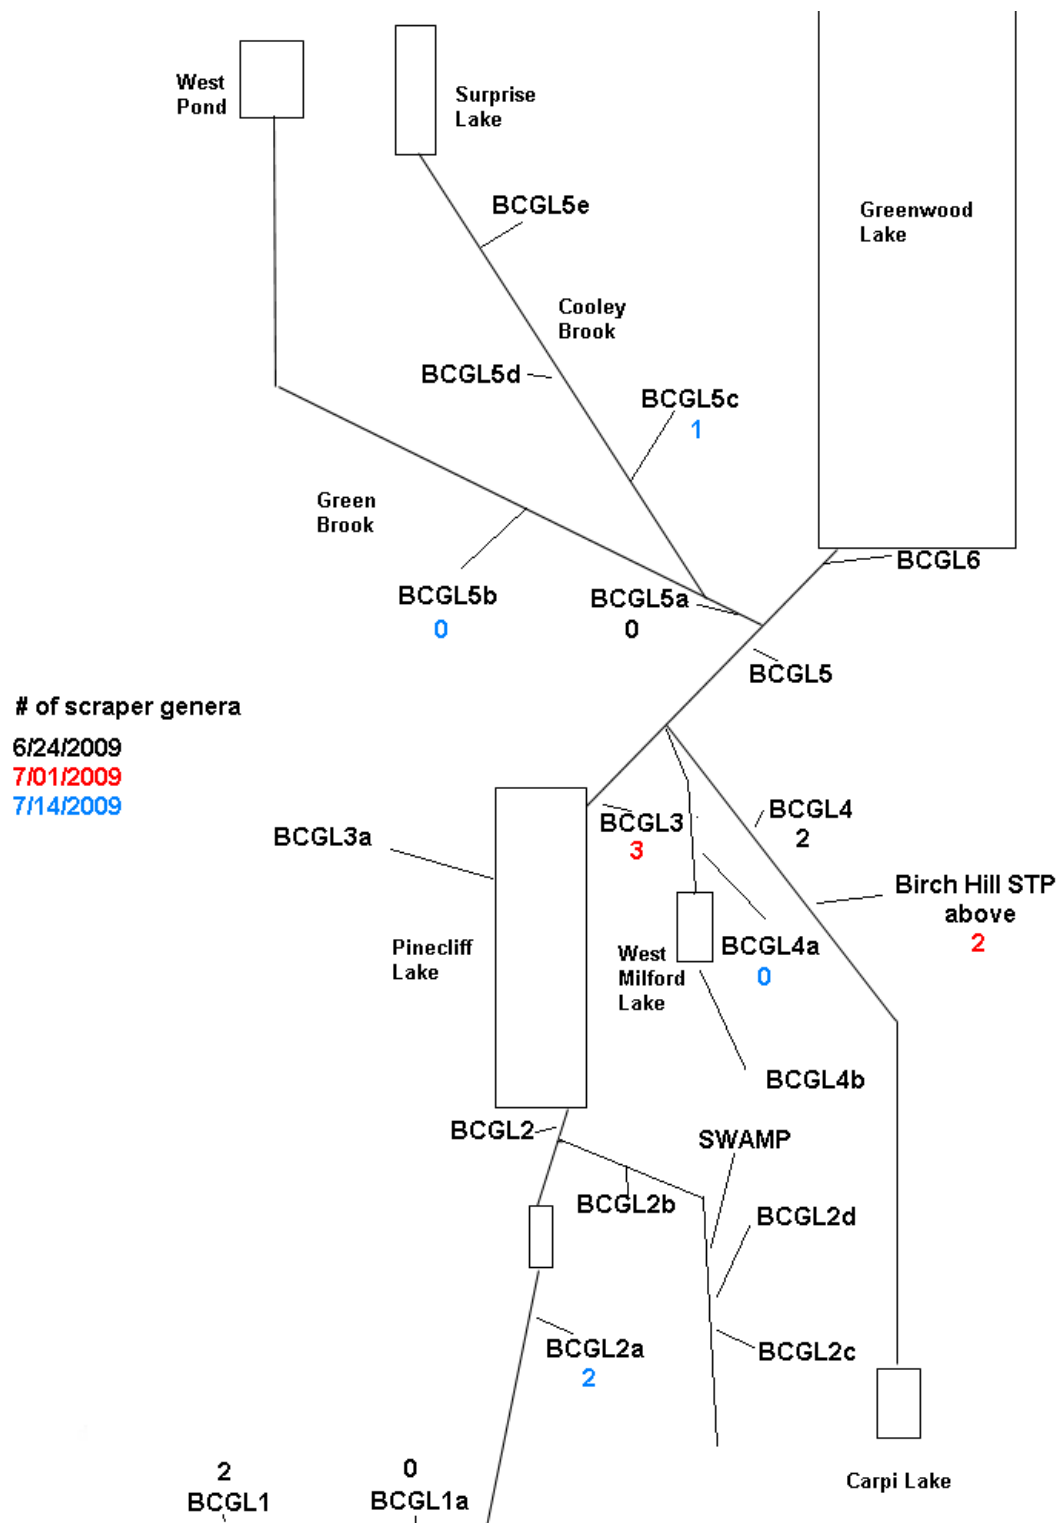 West
Pond
Surprise
Lake
BCGL5e
Greenwood
Lake
Cooley
Brook
BCGL5d
BCGL5c
1
Green
Brook
BCGL6
BCGL5b
0
BCGL5a
0
BCGL5
# of scraper genera
6/24/2009
7/01/2009
7/14/2009
BCGL3a
BCGL3
3
BCGL4
2
Birch Hill STP
above
2
Pinecliff
Lake
West
Milford
Lake
BCGL4a
0
BCGL4b
BCGL2
SWAMP
BCGL2b
BCGL2d
BCGL2a
2
BCGL2c
2
BCGL1
0
BCGL1a
Carpi Lake